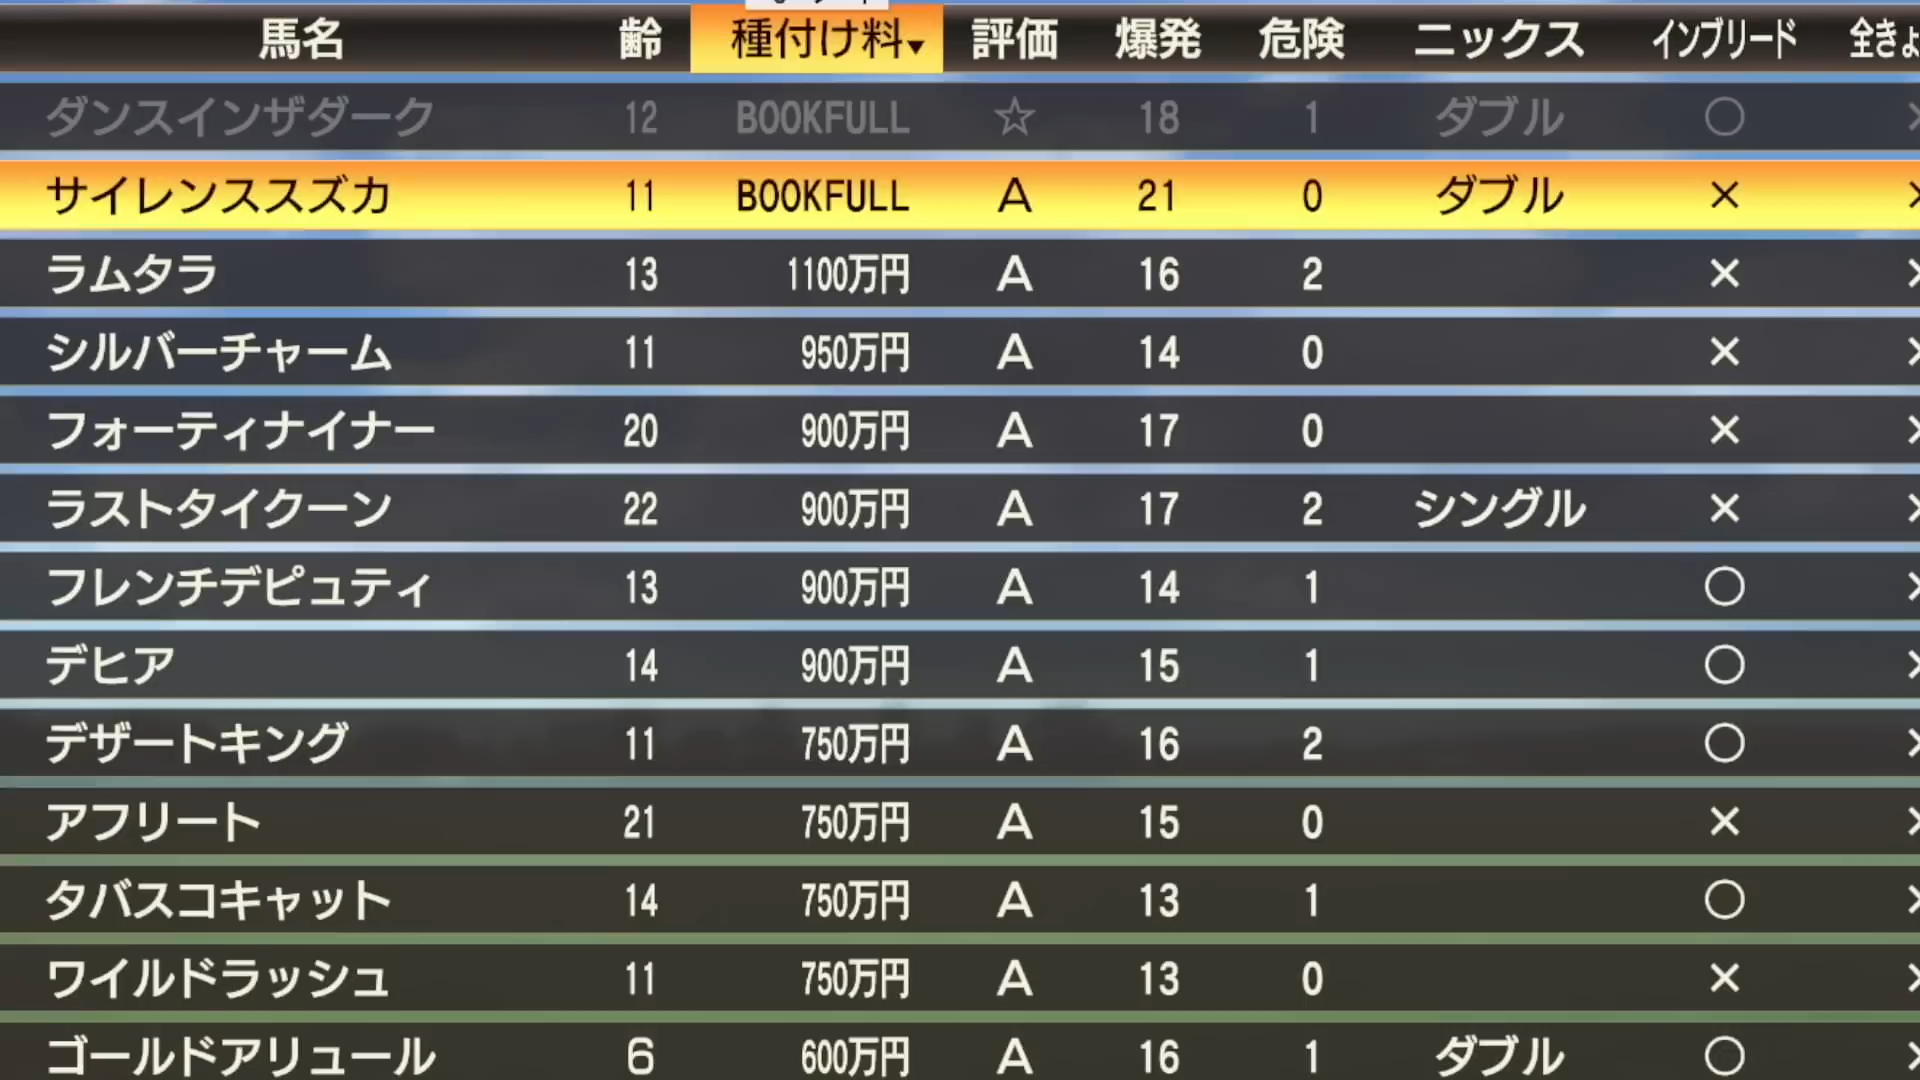 馬名 齢 種付け料▼ 評価 爆発 危険 ニックス インブリード 全きょ
ダンスインザダーク 12 BOOKFULL ☆ 18 1 ダブル ○ ×
サイレンススズカ 11 BOOKFULL A 21 0 ダブル × ×
ラムタラ 13 1100万円 A 16 2 × ×
シルバーチャーム 11 950万円 A 14 0 × ×
フォーティナイナー 20 900万円 A 17 0 × ×
ラストタイクーン 22 900万円 A 17 2 シングル × ×
フレンチデピュティ 13 900万円 A 14 1 ○ ×
デヒア 14 900万円 A 15 1 ○ ×
デザートキング 11 750万円 A 16 2 ○ ×
アフリート 21 750万円 A 15 0 × ×
タバスコキャット 14 750万円 A 13 1 ○ ×
ワイルドラッシュ 11 750万円 A 13 0 × ×
ゴールドアリュール 6 600万円 A 16 1 ダブル ○ ×